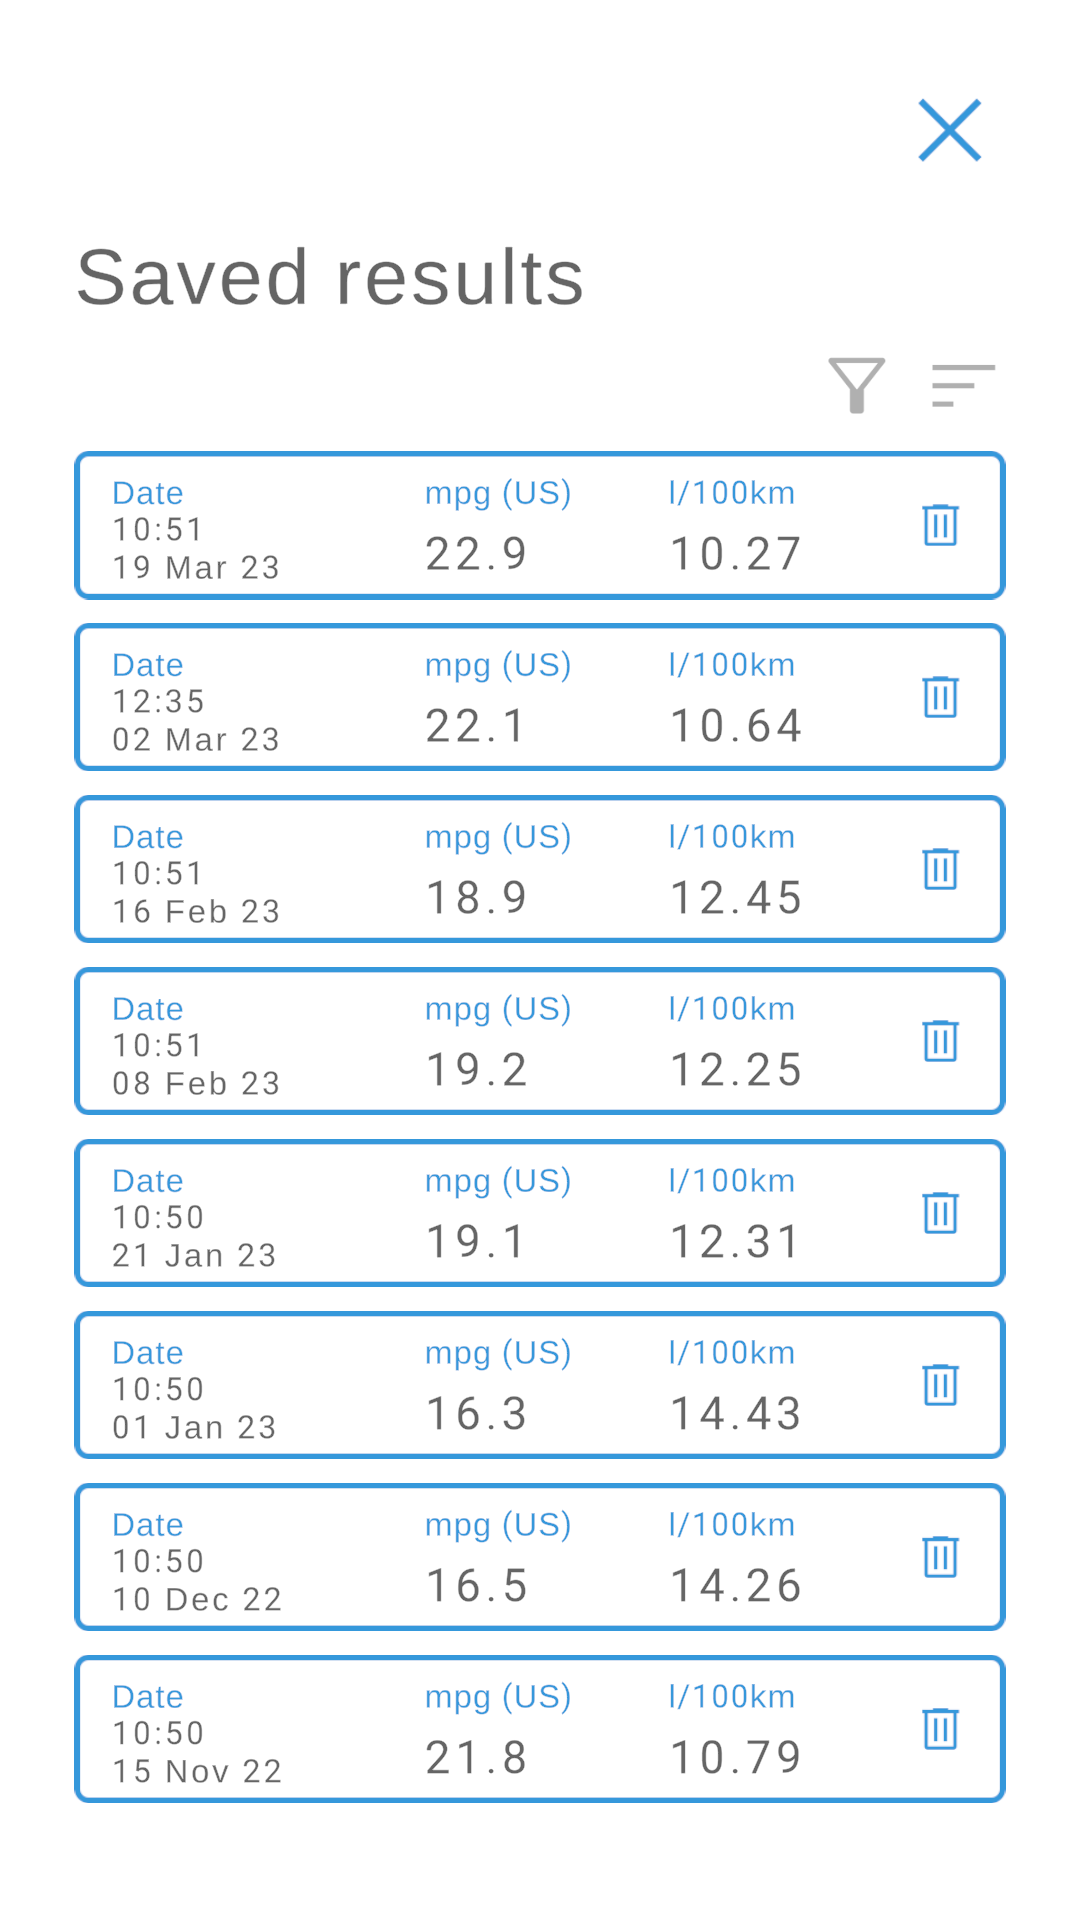 Saved results
Date mpg (US) l/100km
10:51
22.9 10.27
19 Mar 23
Date mpg (US) l/100km
12:35
22.1 10.64
02 Mar 23
Date mpg (US) l/100km
10:51
18.9 12.45
16 Feb 23
Date mpg (US) l/100km
10:51
19.2 12.25
08 Feb 23
Date mpg (US) l/100km
10:50
19.1 12.31
21 Jan 23
Date mpg (US) l/100km
10:50
16.3 14.43
01 Jan 23
Date mpg (US) l/100km
10:50
16.5 14.26
10 Dec 22
Date mpg (US) l/100km
10:50
21.8 10.79
15 Nov 22